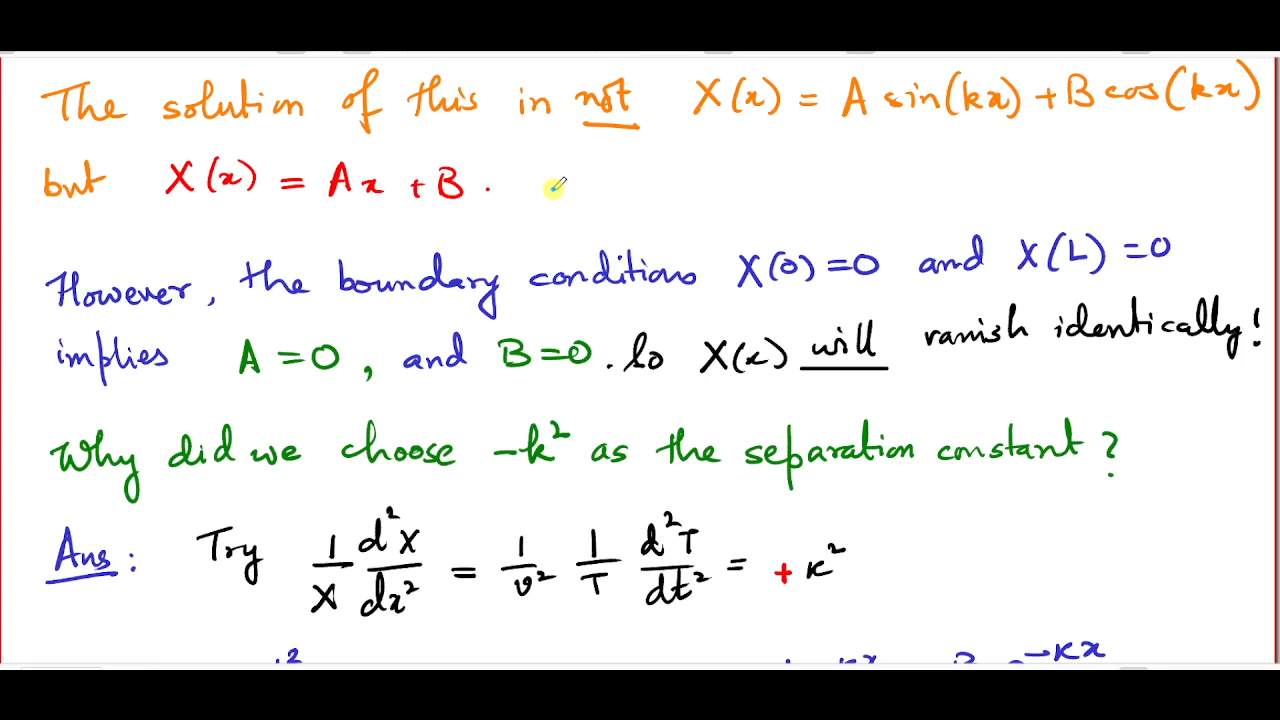 The solution of this in not X(x) = A sin(kx) + B cos(kx)
but X(x) = Ax + B.
However, the boundary conditions X(0) = 0 and X(L) = 0
implies A = 0, and B = 0. So X(x) will vanish identically!
Why did we choose -k² as the separation constant?
Ans: Try 1/X d²X/dx² = 1/v² 1/T d²T/dt² = + κ²